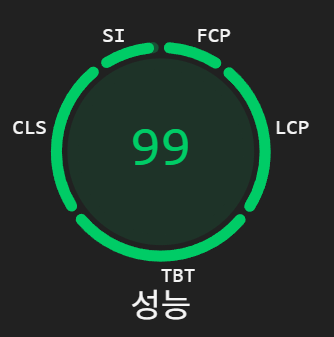 SI FCP
CLS LCP
99
TBT
성능